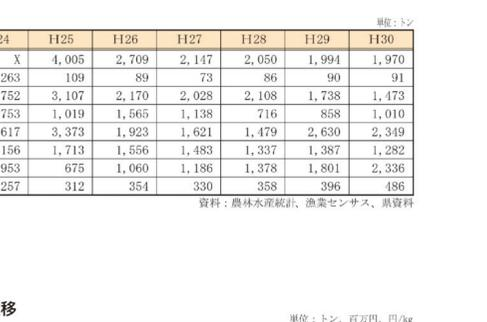 単位：トン
24 H25 H26 H27 H28 H29 H30
X 4,005 2,709 2,147 2,050 1,994 1,970
263 109 89 73 86 90 91
752 3,107 2,170 2,028 2,108 1,738 1,473
753 1,019 1,565 1,138 716 858 1,010
617 3,373 1,923 1,621 1,479 2,630 2,349
156 1,713 1,556 1,483 1,337 1,387 1,282
953 675 1,060 1,186 1,378 1,801 2,336
257 312 354 330 358 396 486
資料：農林水産統計、漁業センサス、県資料
移
単位：トン、百万円、円/kg